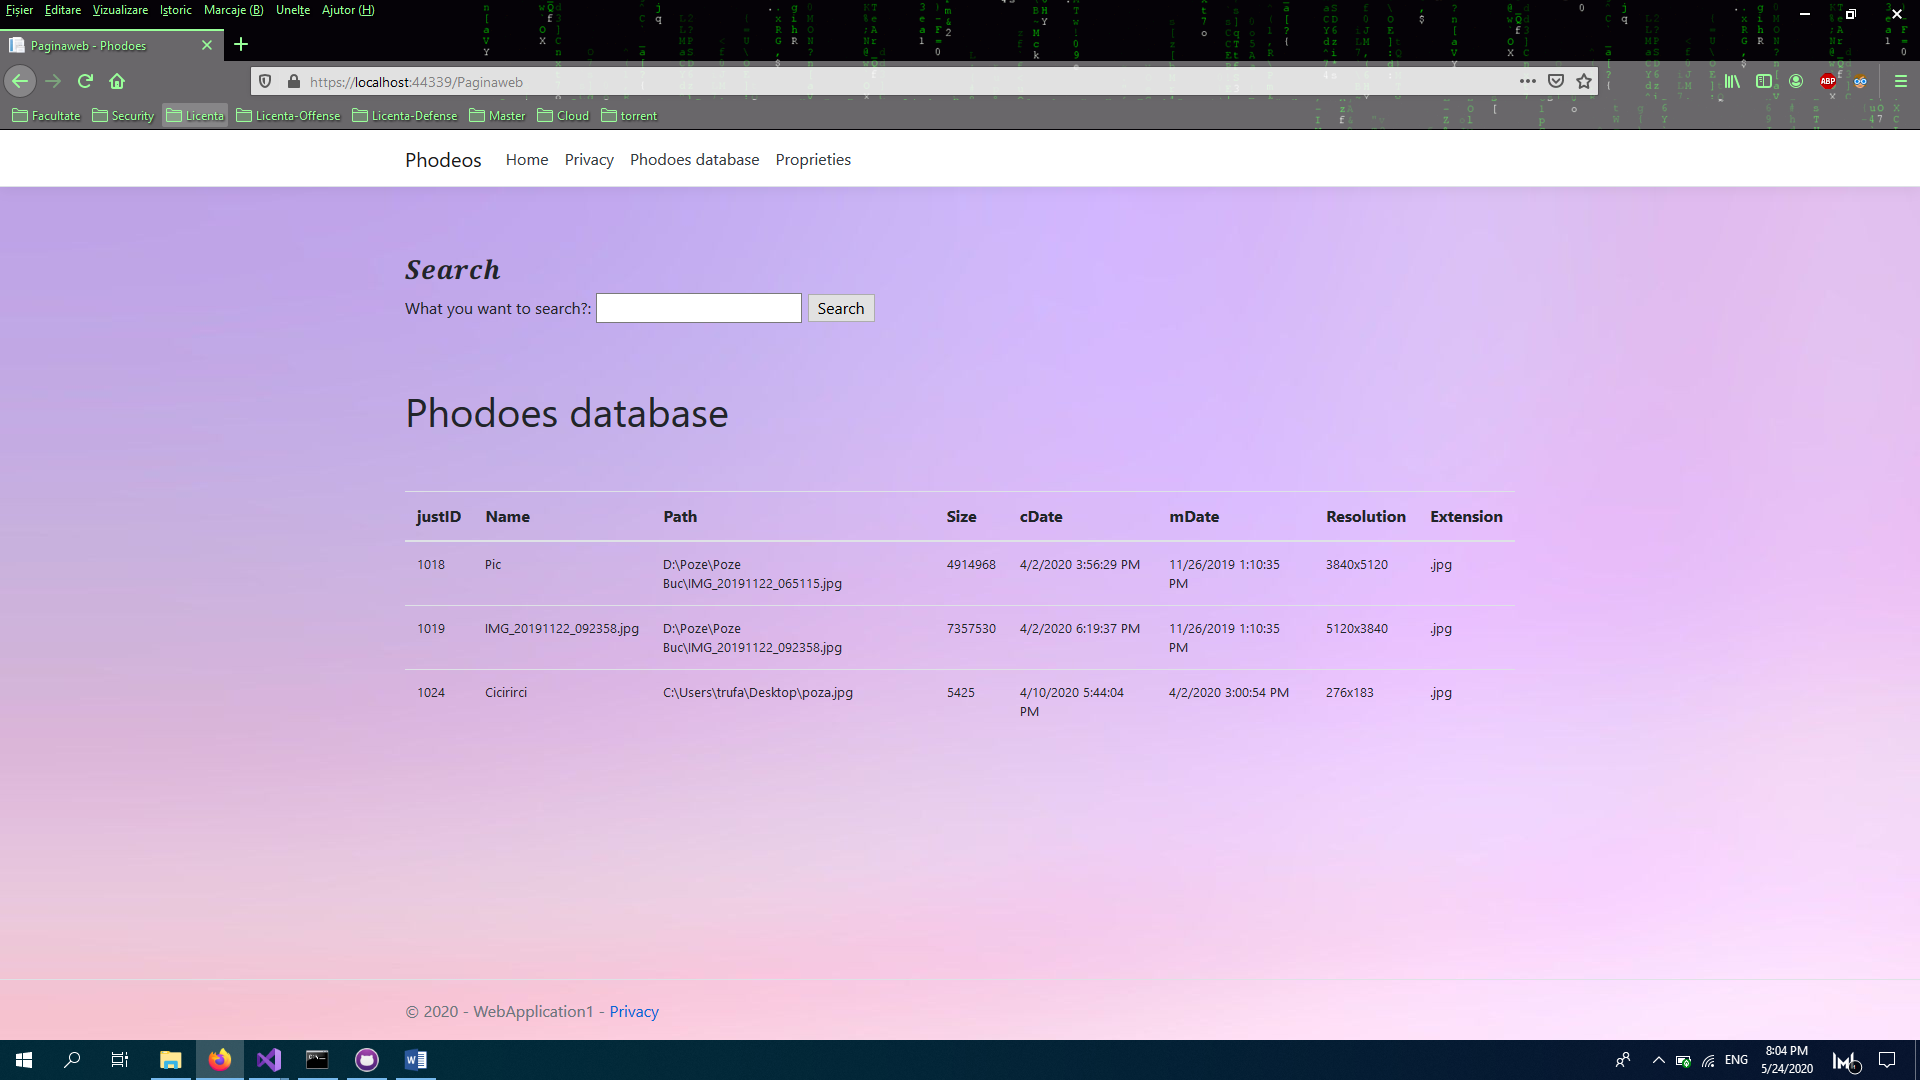 Fișier Editare Vizualizare Istoric Marcaje (B) Unelte Ajutor (H)
Paginaweb - Phodoes
https://localhost:44339/Paginaweb
ABP
Facultate Security Licenta Licenta-Offense Licenta-Defense Master Cloud torrent
Phodeos Home Privacy Phodoes database Proprieties
Search
What you want to search?: Search
Phodoes database
justID Name Path Size cDate mDate Resolution Extension
1018 Pic D:\Poze\Poze 4914968 4/2/2020 3:56:29 PM 11/26/2019 1:10:35 3840x5120 .jpg
Buc\IMG_20191122_065115.jpg PM
1019 IMG_20191122_092358.jpg D:\Poze\Poze 7357530 4/2/2020 6:19:37 PM 11/26/2019 1:10:35 5120x3840 .jpg
Buc\IMG_20191122_092358.jpg PM
1024 Cicirirci C:\Users\trufa\Desktop\poza.jpg 5425 4/10/2020 5:44:04 4/2/2020 3:00:54 PM 276x183 .jpg
PM
© 2020 - WebApplication1 - Privacy
ENG
8:04 PM
5/24/2020